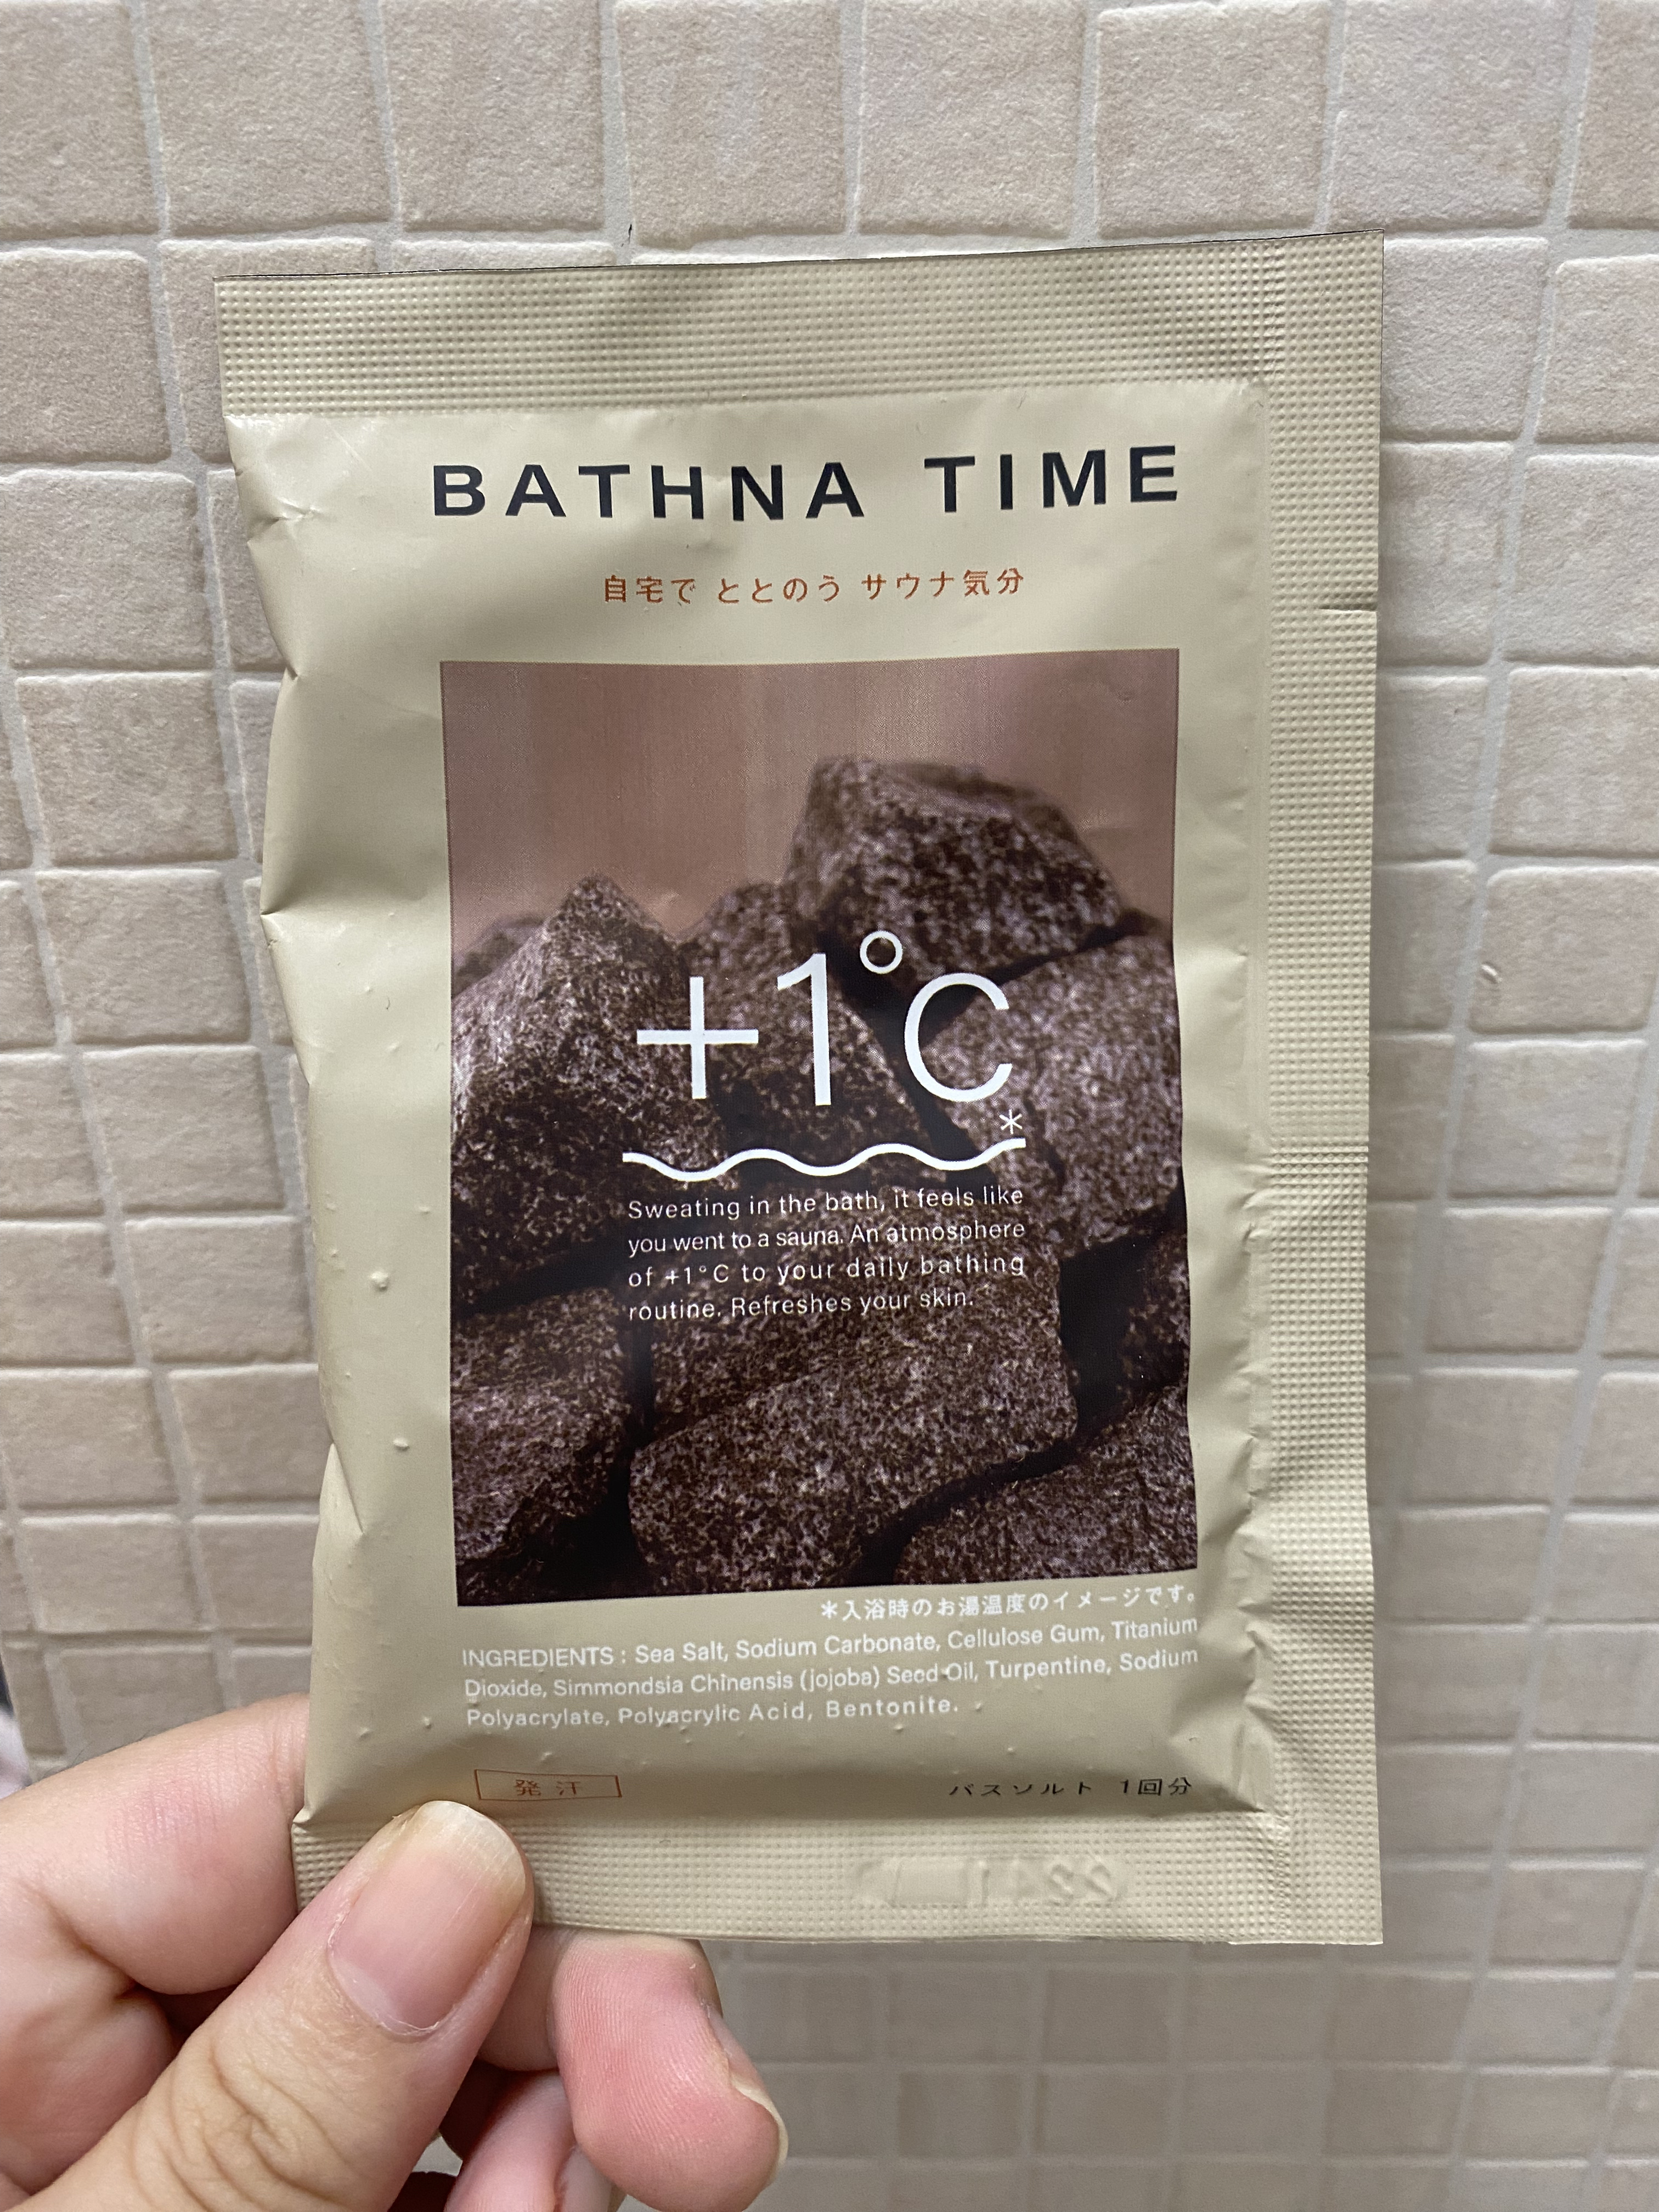 BATHNA TIME
自宅で ととのう サウナ気分
+1°C
*
Sweating in the bath, it feels like
you went to a sauna. An atmosphere
of +1°C to your daily bathing
routine. Refreshes your skin.
*入浴時のお湯温度のイメージです。
INGREDIENTS : Sea Salt, Sodium Carbonate, Cellulose Gum, Titanium
Dioxide, Simmondsia Chinensis (jojoba) Seed Oil, Turpentine, Sodium
Polyacrylate, Polyacrylic Acid, Bentonite.
発汗
バスソルト 1回分